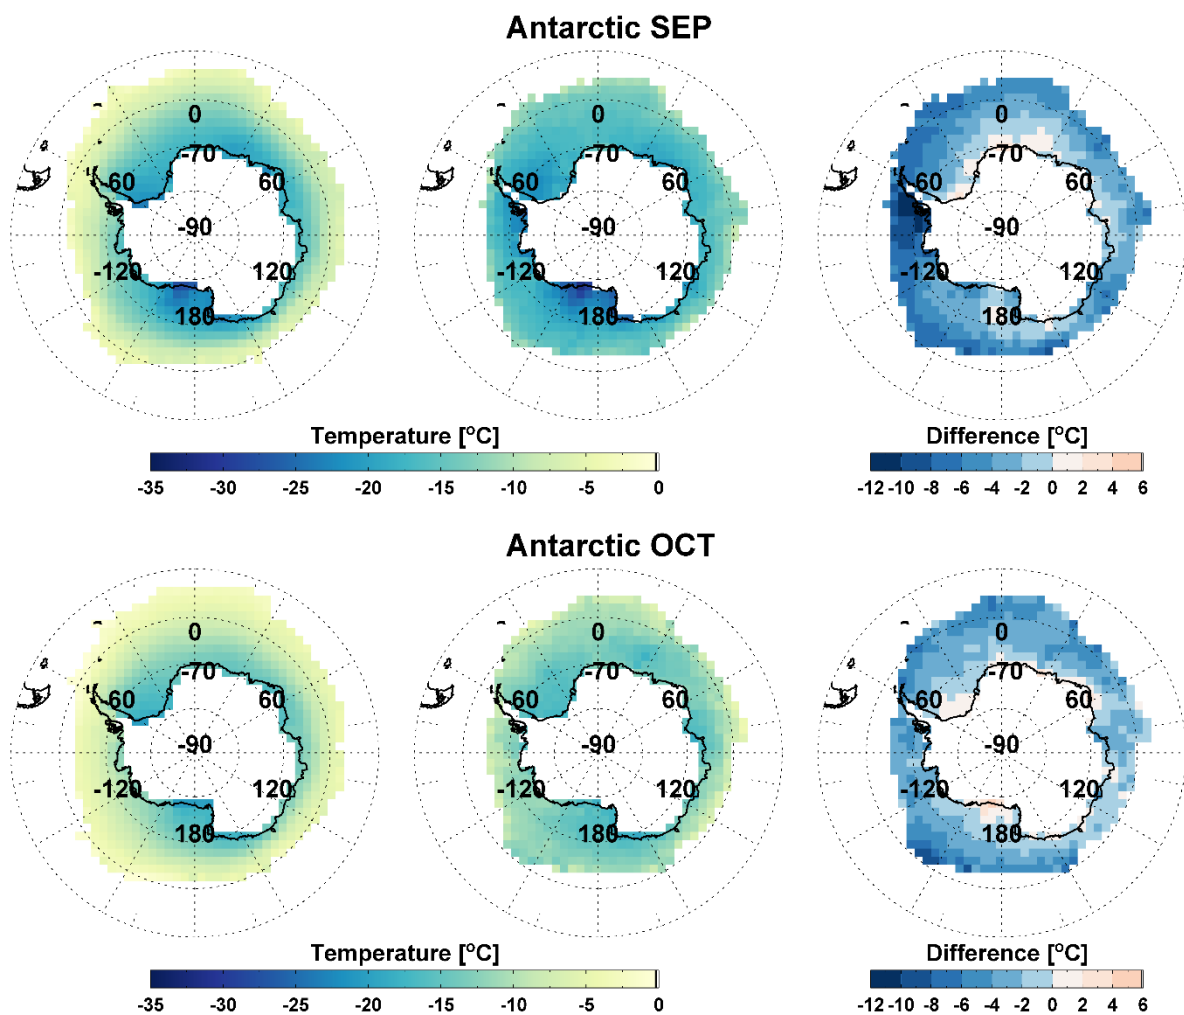 Antarctic SEP
0 0 0
-70 -70 -70
60 60 60 60 60 60
-90 -90 -90
-120 120 -120 120 -120 120
180 180 180
Temperature [°C] Difference [°C]
-35 -30 -25 -20 -15 -10 -5 0 -12 -10 -8 -6 -4 -2 0 2 4 6
Antarctic OCT
0 0 0
-70 -70 -70
60 60 60 60 60 60
-90 -90 -90
-120 120 -120 120 -120 120
180 180 180
Temperature [°C] Difference [°C]
-35 -30 -25 -20 -15 -10 -5 0 -12 -10 -8 -6 -4 -2 0 2 4 6